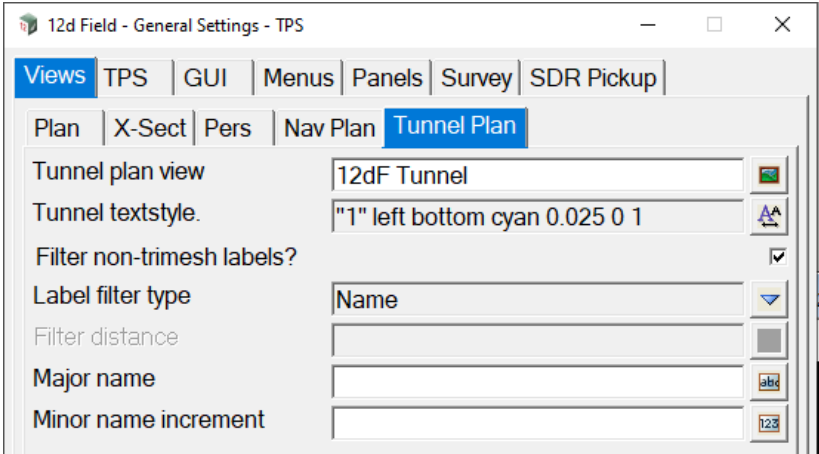 12d Field - General Settings - TPS
Views TPS GUI Menus Panels Survey SDR Pickup
Plan X-Sect Pers Nav Plan Tunnel Plan
Tunnel plan view 12dF Tunnel
Tunnel textstyle. "1" left bottom cyan 0.025 0 1
Filter non-trimesh labels?
Label filter type Name
Filter distance
Major name abc
Minor name increment 123